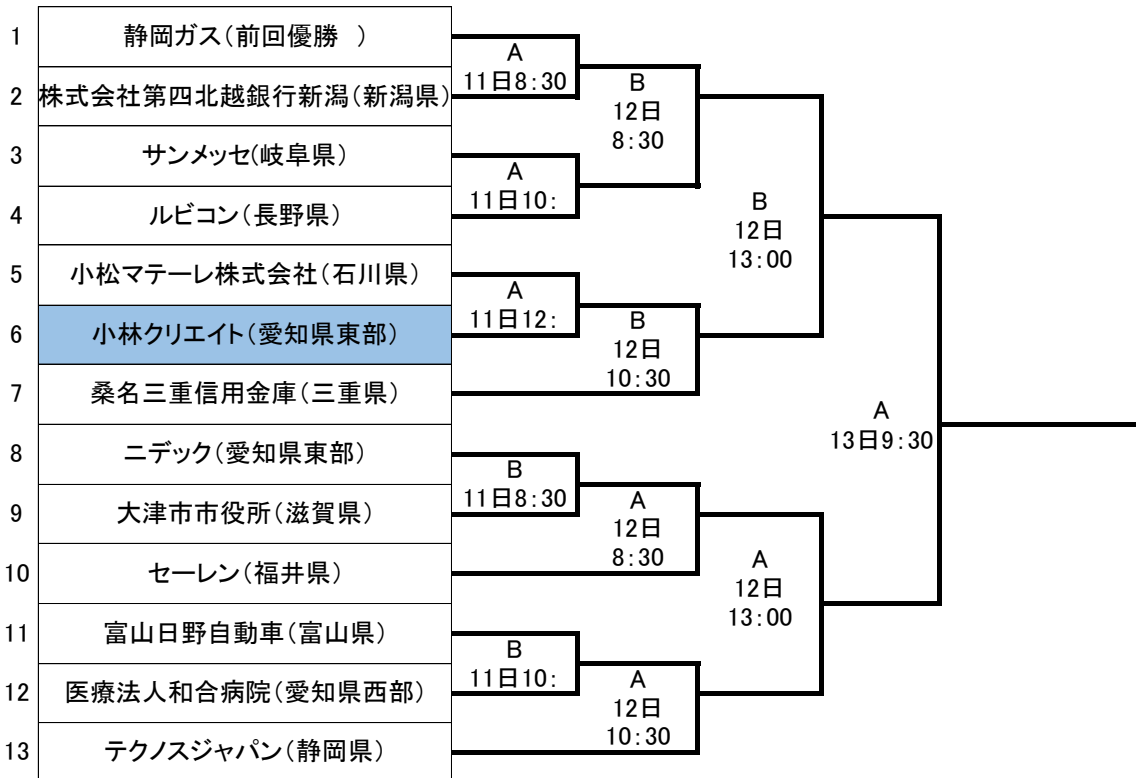 1 静岡ガス(前回優勝 )
2 株式会社第四北越銀行新潟(新潟県)
3 サンメッセ(岐阜県)
4 ルビコン(長野県)
5 小松マテーレ株式会社(石川県)
6 小林クリエイト(愛知県東部)
7 桑名三重信用金庫(三重県)
8 ニデック(愛知県東部)
9 大津市市役所(滋賀県)
10 セーレン(福井県)
11 富山日野自動車(富山県)
12 医療法人和合病院(愛知県西部)
13 テクノスジャパン(静岡県)
A
11日8:30
A
11日10:
A
11日12:
B
11日8:30
B
11日10:
B
12日
8:30
B
12日
10:30
A
12日
8:30
A
12日
10:30
B
12日
13:00
A
12日
13:00
A
13日9:30